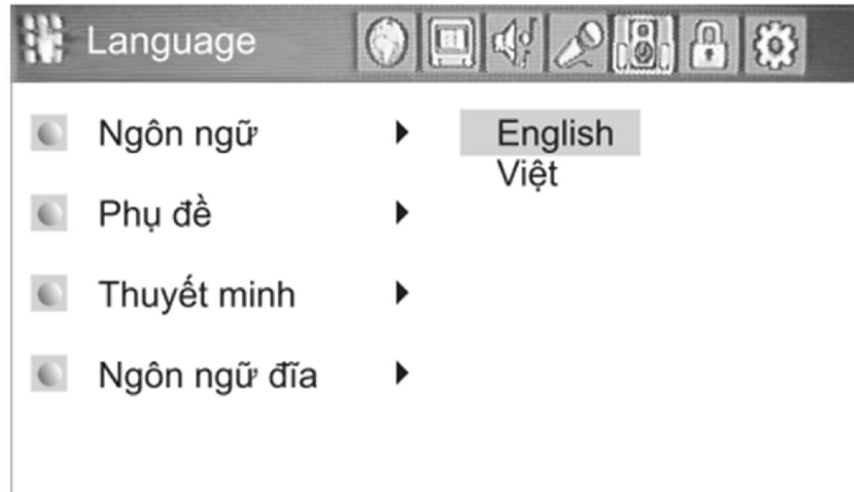 Language
Ngôn ngữ
English
Việt
Phụ đề
Thuyết minh
Ngôn ngữ đĩa